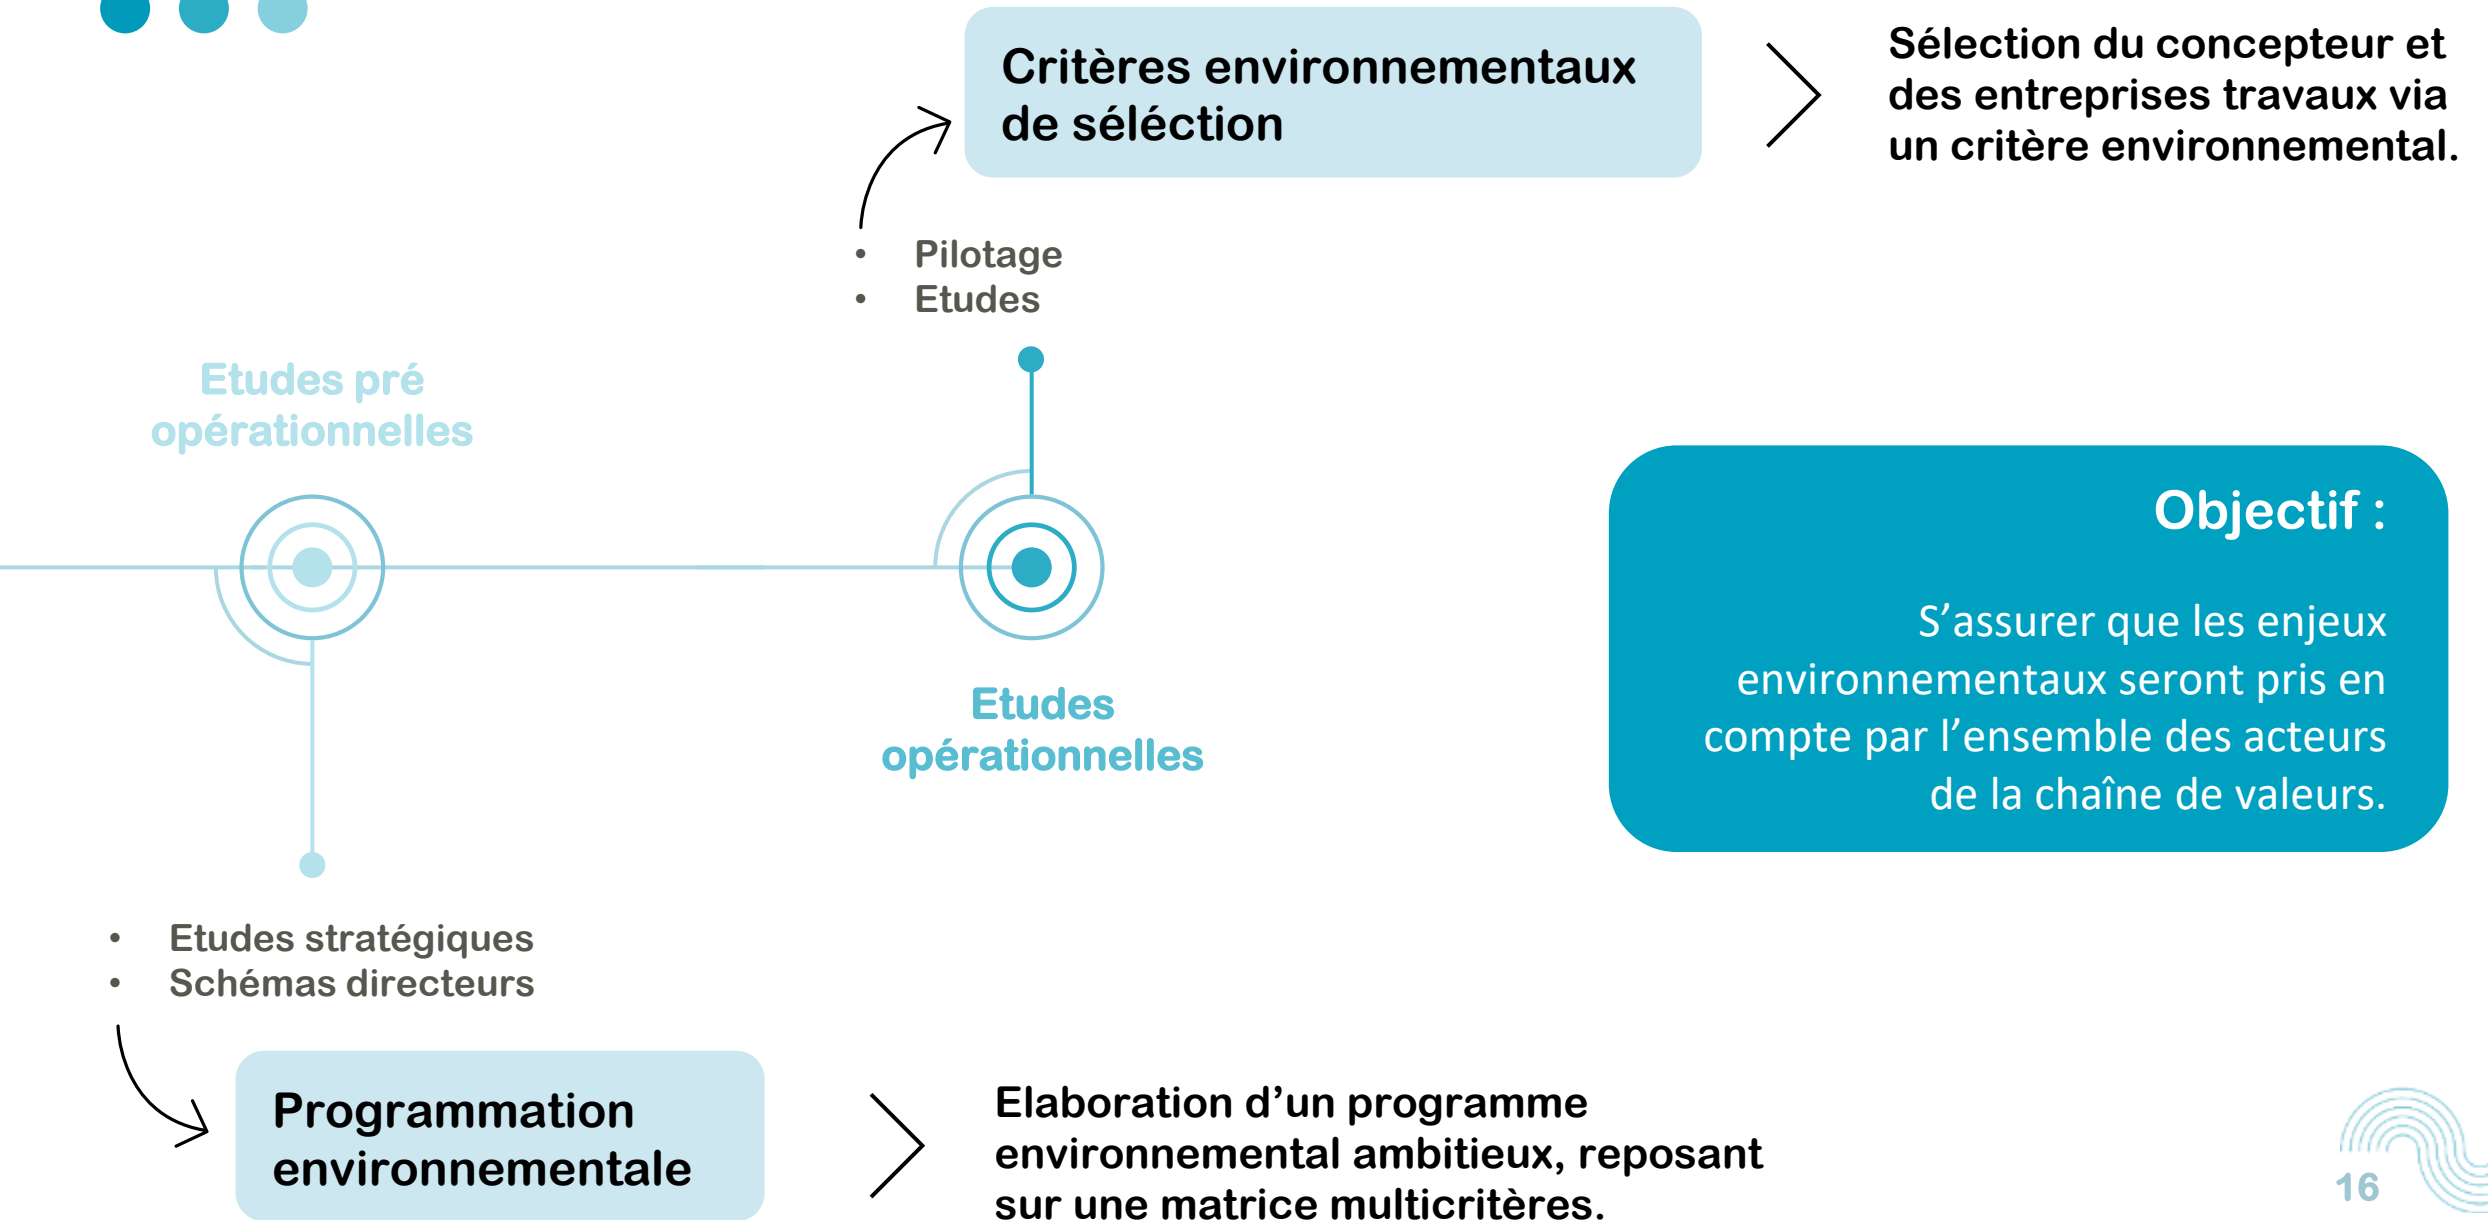 Critères environnementaux
de séléction
Sélection du concepteur et
des entreprises travaux via
un critère environnemental.
• Pilotage
• Etudes
Etudes pré
opérationnelles
Etudes
opérationnelles
Objectif :
S’assurer que les enjeux
environnementaux seront pris en
compte par l’ensemble des acteurs
de la chaîne de valeurs.
• Etudes stratégiques
• Schémas directeurs
Programmation
environnementale
Elaboration d’un programme
environnemental ambitieux, reposant
sur une matrice multicritères.
16